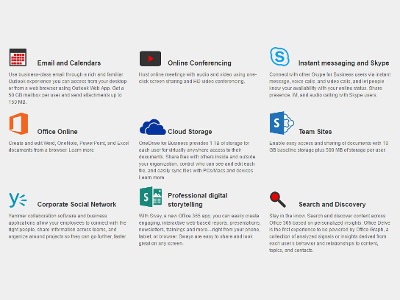 Email and Calendars
Use business-class email through a rich and familiar
Outlook experience you can access from your desktop
or from a web browser using Outlook Web App. Get a
50 GB mailbox per user and send attachments up to
150 MB.
Online Conferencing
Host online meetings with audio and video using one-
click screen sharing and HD video conferencing.
Instant messaging and Skype
Connect with other Skype for Business users via instant
message, voice calls, and video calls, and let people
know your availability with your online status. Share
presence, IM, and audio calling with Skype users.
Office Online
Create and edit Word, OneNote, PowerPoint, and Excel
documents from a browser. Learn more
Cloud Storage
OneDrive for Business provides 1 TB of storage for
each user for virtually anywhere access to their
documents. Share files with others inside and outside
your organization, control who can see and edit each
file, and easily sync files with PCs/Macs and devices.
Learn more
Team Sites
Enable easy access and sharing of documents with 10
GB baseline storage plus 500 MB of storage per user.
Corporate Social Network
Yammer collaboration software and business
applications allow your employees to connect with the
right people, share information across teams, and
organize around projects so they can go further, faster
Professional digital
storytelling
With Sway, a new Office 365 app, you can easily create
engaging, interactive web-based reports, presentations,
newsletters, trainings and more...right from your phone,
tablet, or browser. Sways are easy to share and look
great on any screen.
Search and Discovery
Stay in the know. Search and discover content across
Office 365 based on personalized insights. Office Delve
is the first experience to be powered by Office Graph, a
collection of analyzed signals or insights derived from
each user's behavior and relationships to content,
topics, and contacts.